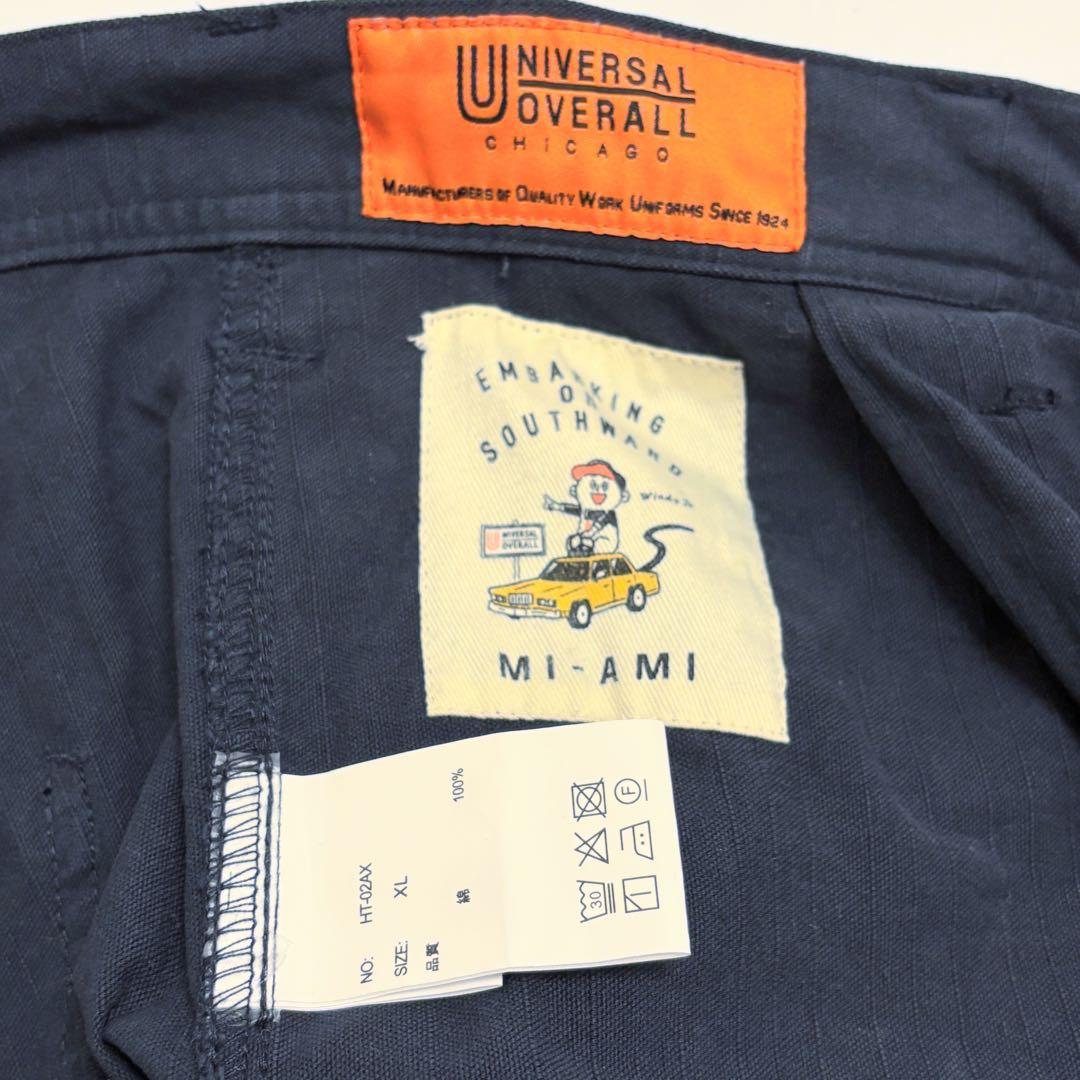 UNIVERSAL
OVERALL
CHICAGO
MANUFACTURERS OF QUALITY WORK UNIFORMS SINCE 1924
EMBARKING
ON
SOUTHWARD
UNIVERSAL
OVERALL
MI-AMI
NO: HT-02AX
SIZE: XL
品質 綿 100%
30
F